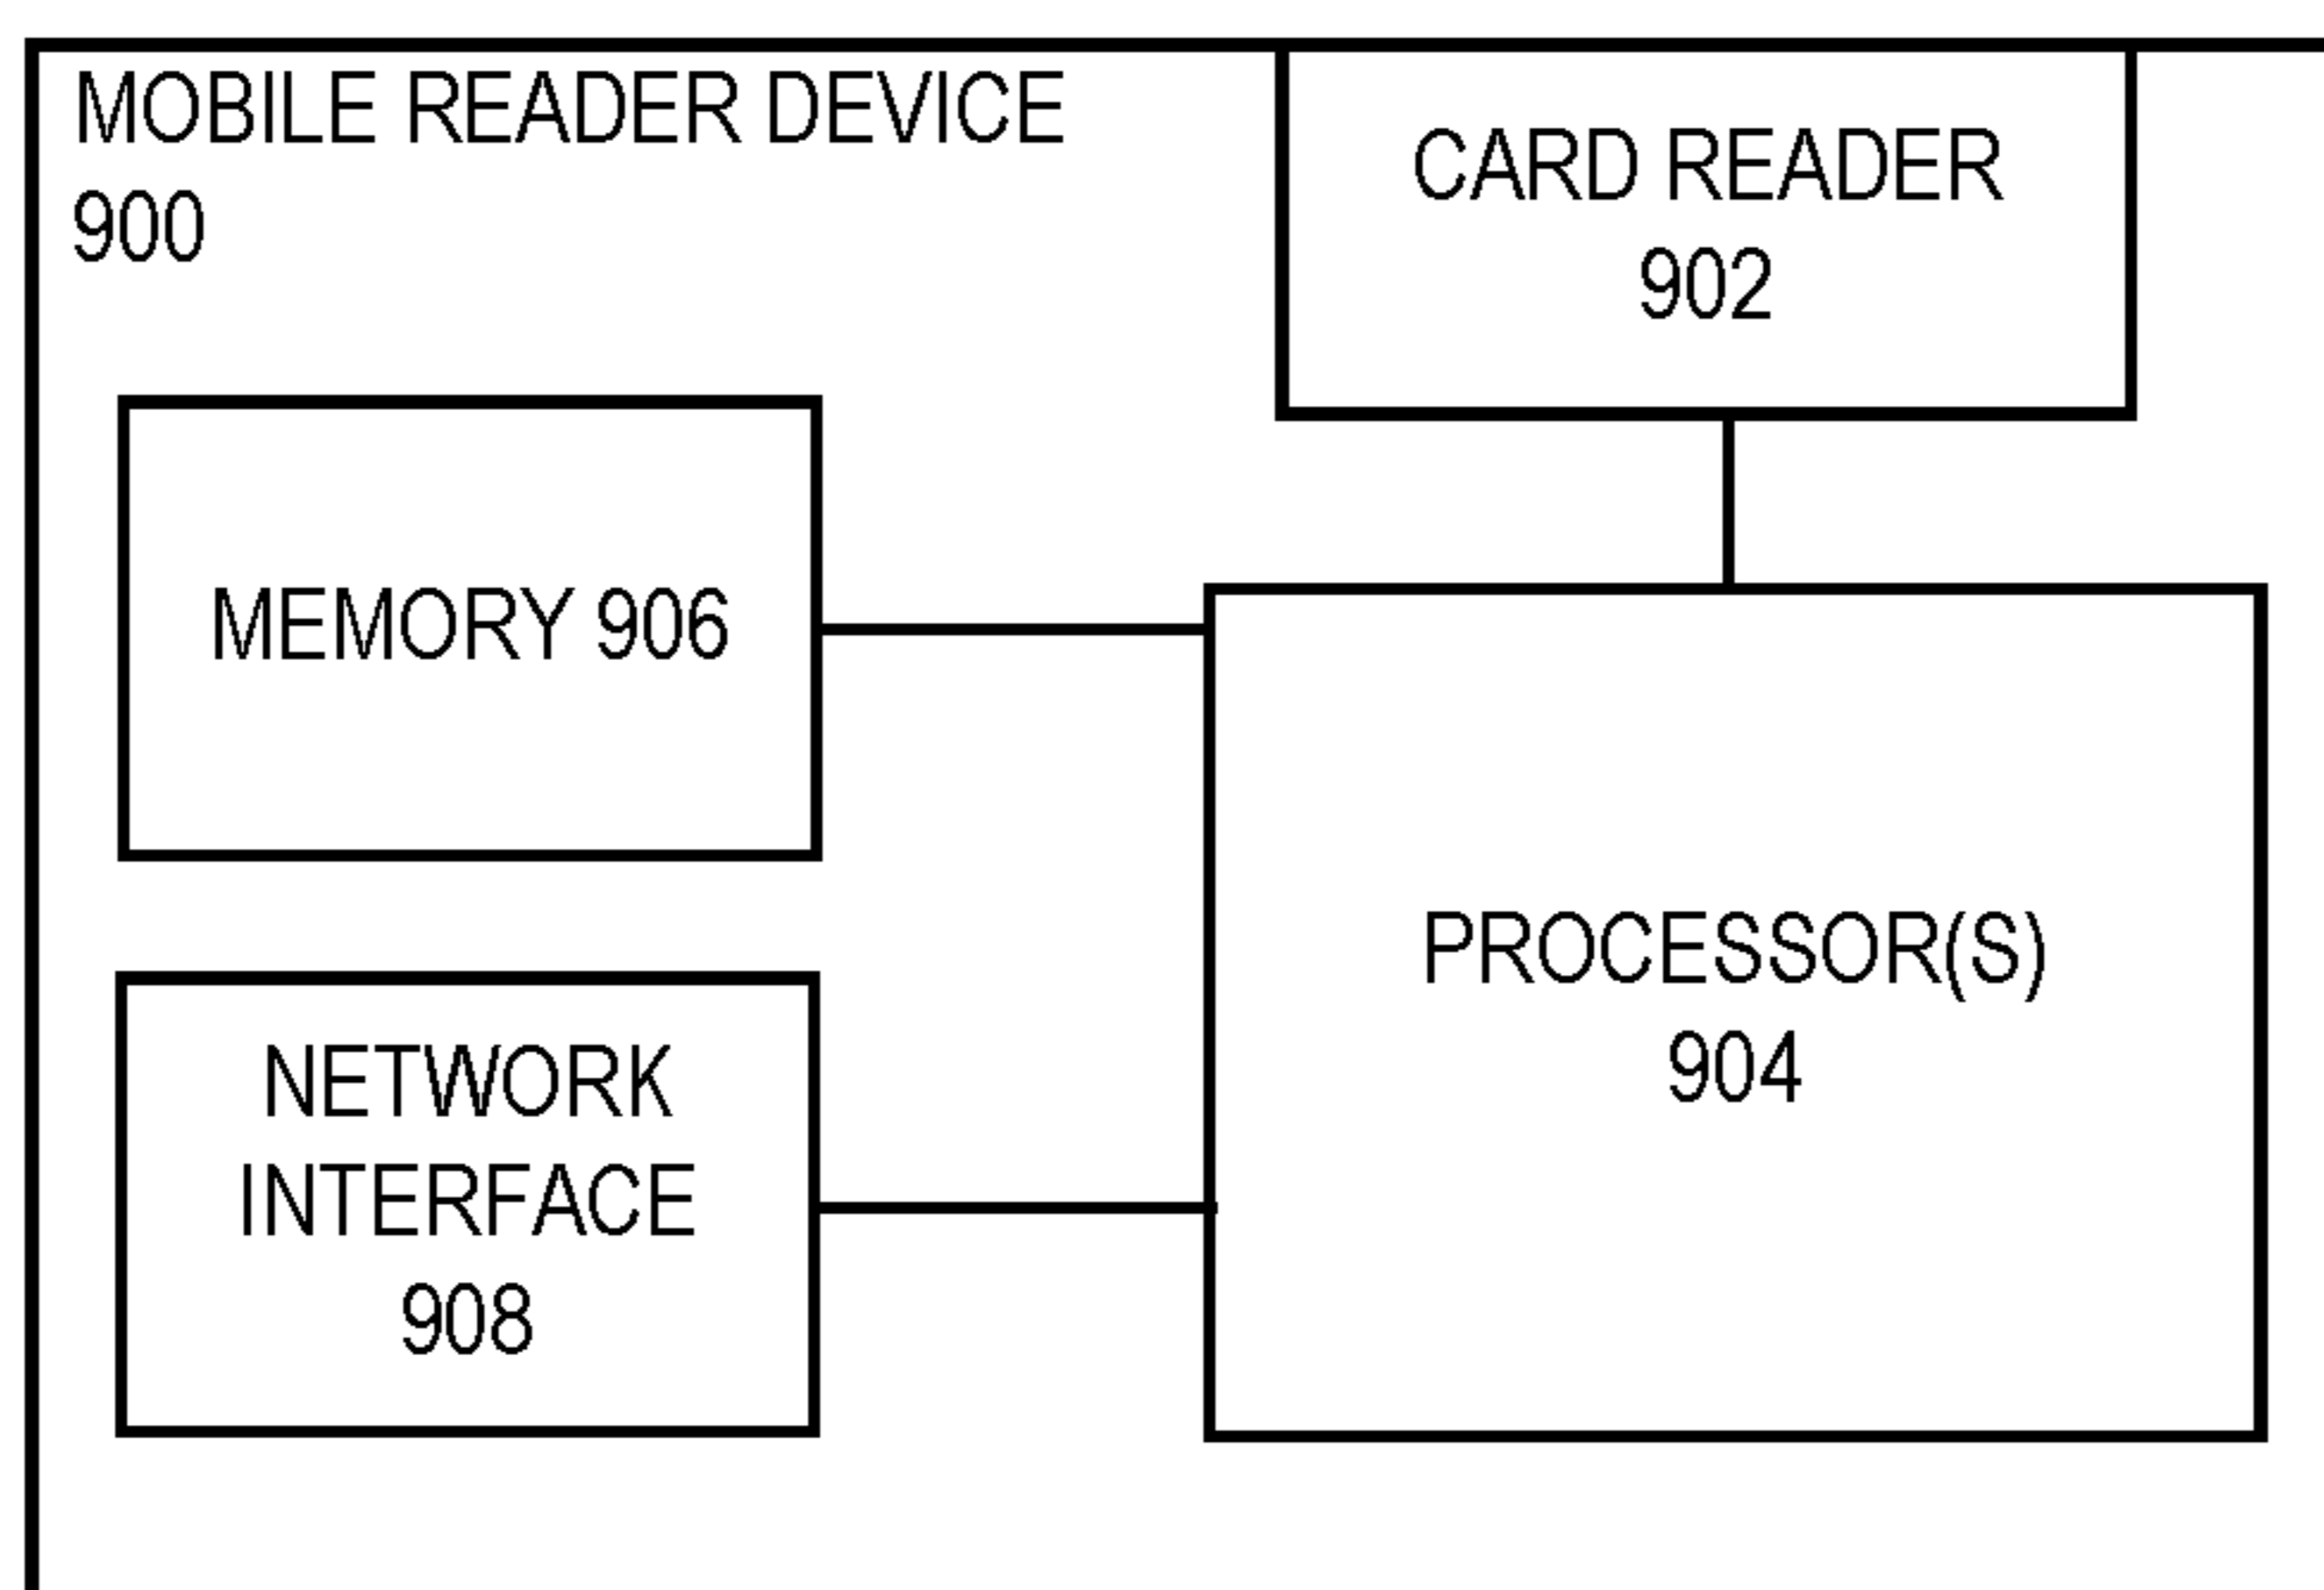 MOBILE READER DEVICE
900
CARD READER
902
MEMORY 906
PROCESSOR(S)
904
NETWORK
INTERFACE
908